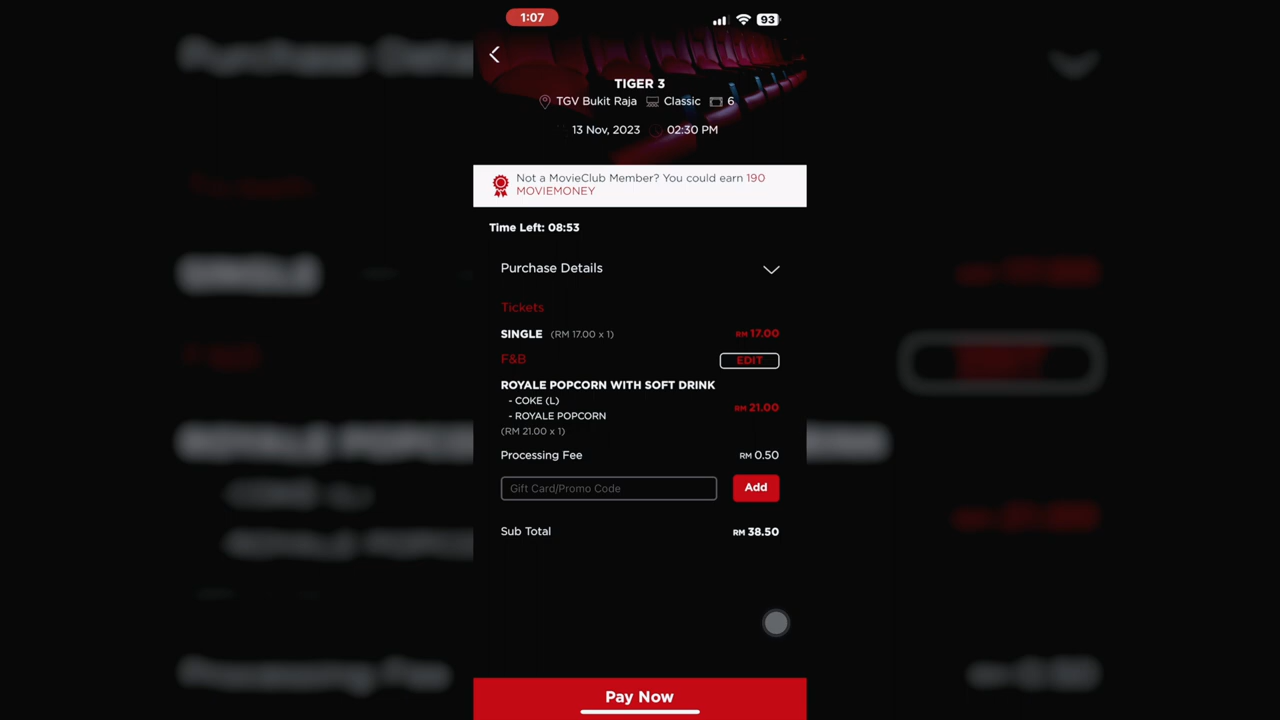 1:07
93
TIGER 3
TGV Bukit Raja Classic 6
13 Nov, 2023 02:30 PM
Not a MovieClub Member? You could earn 190
MOVIEMONEY
Time Left: 08:53
Purchase Details
Tickets
SINGLE (RM 17.00 x 1) RM 17.00
F&B EDIT
ROYALE POPCORN WITH SOFT DRINK
- COKE (L)
- ROYALE POPCORN
RM 21.00
(RM 21.00 x 1)
Processing Fee RM 0.50
Gift Card/Promo Code Add
Sub Total RM 38.50
Pay Now